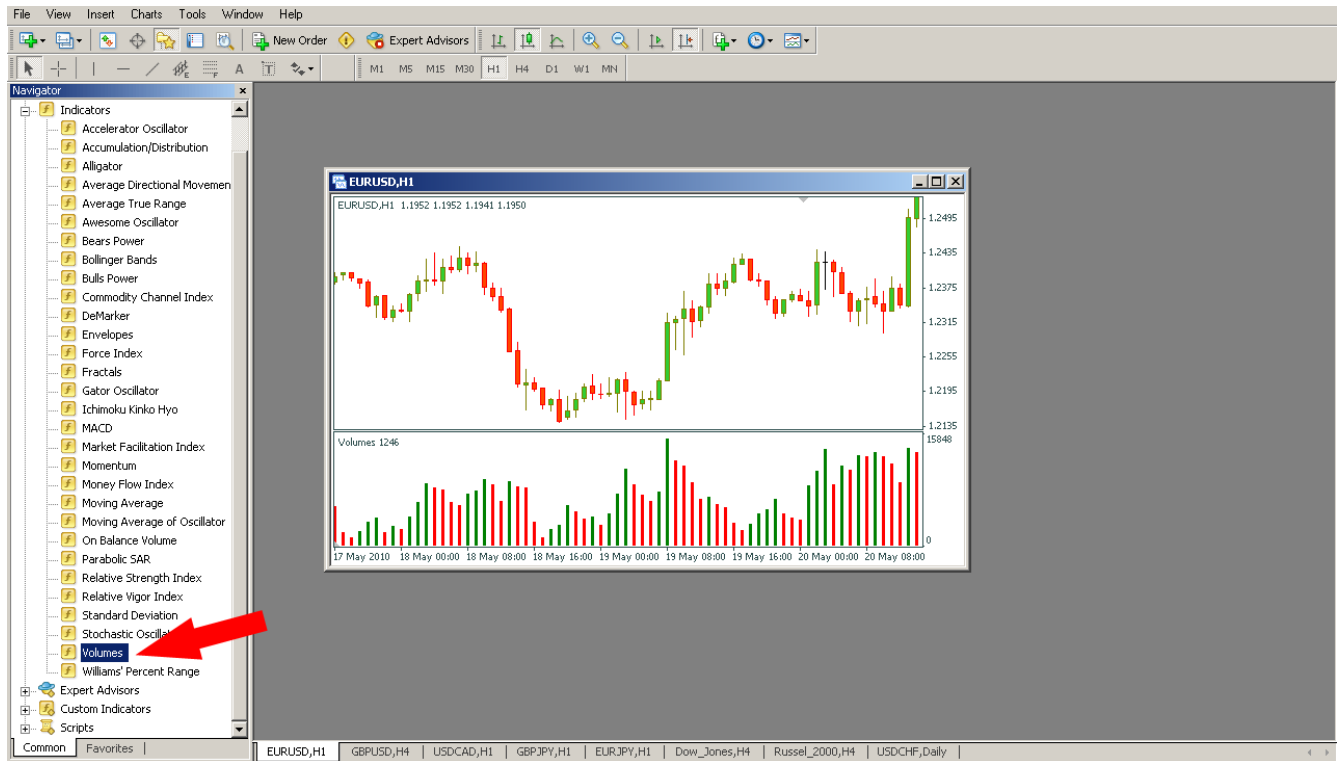 File View Insert Charts Tools Window Help
New Order Expert Advisors
A T M1 M5 M15 M30 H1 H4 D1 W1 MN
Navigator
Indicators
Accelerator Oscillator
Accumulation/Distribution
Alligator
Average Directional Movemen
Average True Range
Awesome Oscillator
Bears Power
Bollinger Bands
Bulls Power
Commodity Channel Index
DeMarker
Envelopes
Force Index
Fractals
Gator Oscillator
Ichimoku Kinko Hyo
MACD
Market Facilitation Index
Momentum
Money Flow Index
Moving Average
Moving Average of Oscillator
On Balance Volume
Parabolic SAR
Relative Strength Index
Relative Vigor Index
Standard Deviation
Stochastic Oscillat
Volumes
Williams' Percent Range
Expert Advisors
Custom Indicators
Scripts
Common Favorites
EURUSD,H1
EURUSD,H1 1.1952 1.1952 1.1941 1.1950
1.2495
1.2435
1.2375
1.2315
1.2255
1.2195
1.2135
Volumes 1246
15848
0
17 May 2010 18 May 00:00 18 May 08:00 18 May 16:00 19 May 00:00 19 May 08:00 19 May 16:00 20 May 00:00 20 May 08:00
EURUSD,H1 GBPUSD,H4 USDCAD,H1 GBPJPY,H1 EURJPY,H1 Dow_Jones,H4 Russel_2000,H4 USDCHF,Daily